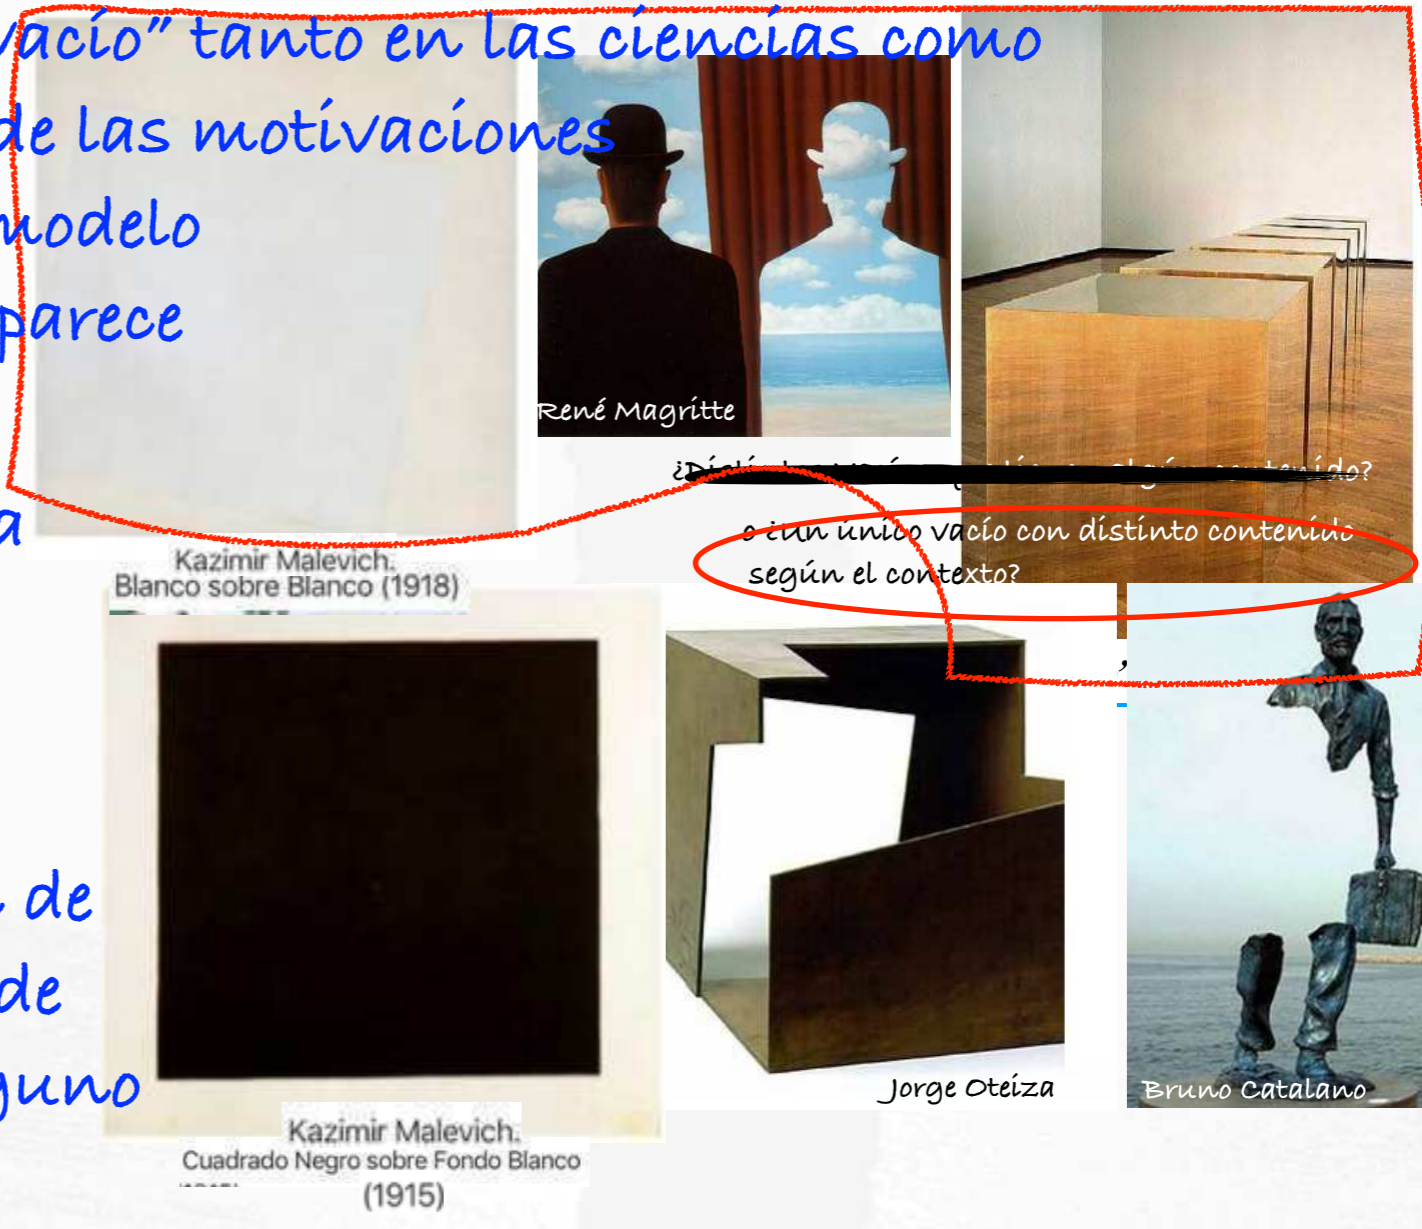 vacío” tanto en las ciencias como
de las motivaciones
modelo
parece
a
René Magritte
contenido?
o ¿un único vacío con distinto contenido
según el contexto?
Kazimir Malevich.
Blanco sobre Blanco (1918)
,
de
de
guno
Jorge Oteiza
Bruno Catalano
Kazimir Malevich.
Cuadrado Negro sobre Fondo Blanco
(1915)